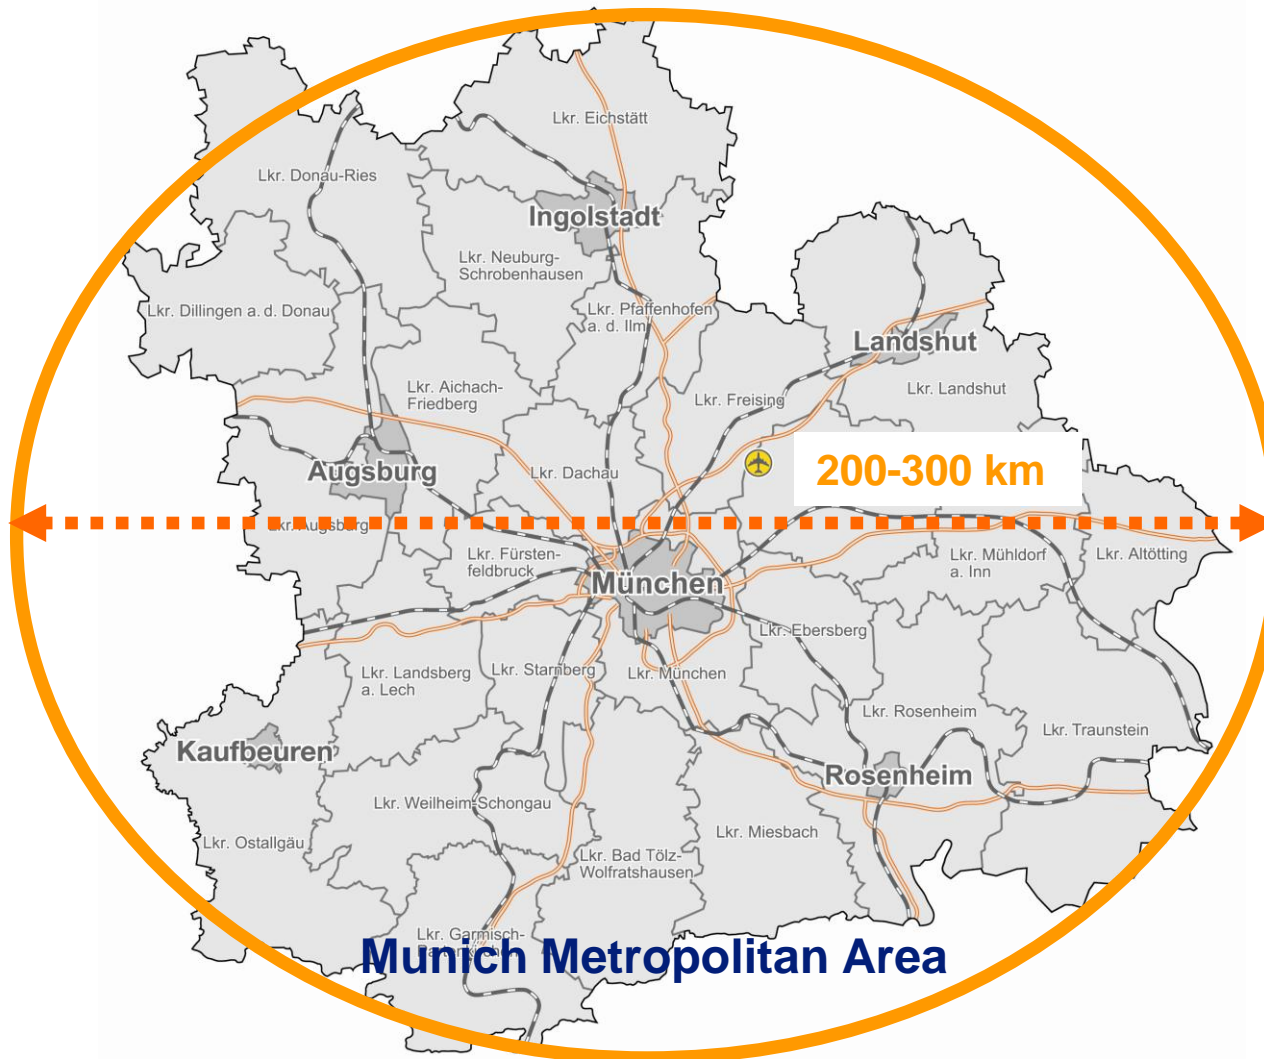 Lkr. Eichstätt
Lkr. Donau-Ries
Ingolstadt
Lkr. Neuburg-
Schrobenhausen
Lkr. Dillingen a. d. Donau
Lkr. Pfaffenhofen
a. d. Ilm
Landshut
Lkr. Aichach-
Friedberg
Lkr. Freising
Lkr. Landshut
Augsburg
Lkr. Dachau
200-300 km
Lkr. Augsburg
Lkr. Fürsten-
feldbruck
München
Lkr. Mühldorf
a. Inn
Lkr. Altötting
Lkr. Ebersberg
Lkr. Landsberg
a. Lech
Lkr. Starnberg
Lkr. München
Lkr. Rosenheim
Lkr. Traunstein
Kaufbeuren
Rosenheim
Lkr. Weilheim-Schongau
Lkr. Ostallgäu
Lkr. Miesbach
Lkr. Bad Tölz-
Wolfratshausen
Lkr. Garmisch-
Partenkirchen
Munich Metropolitan Area